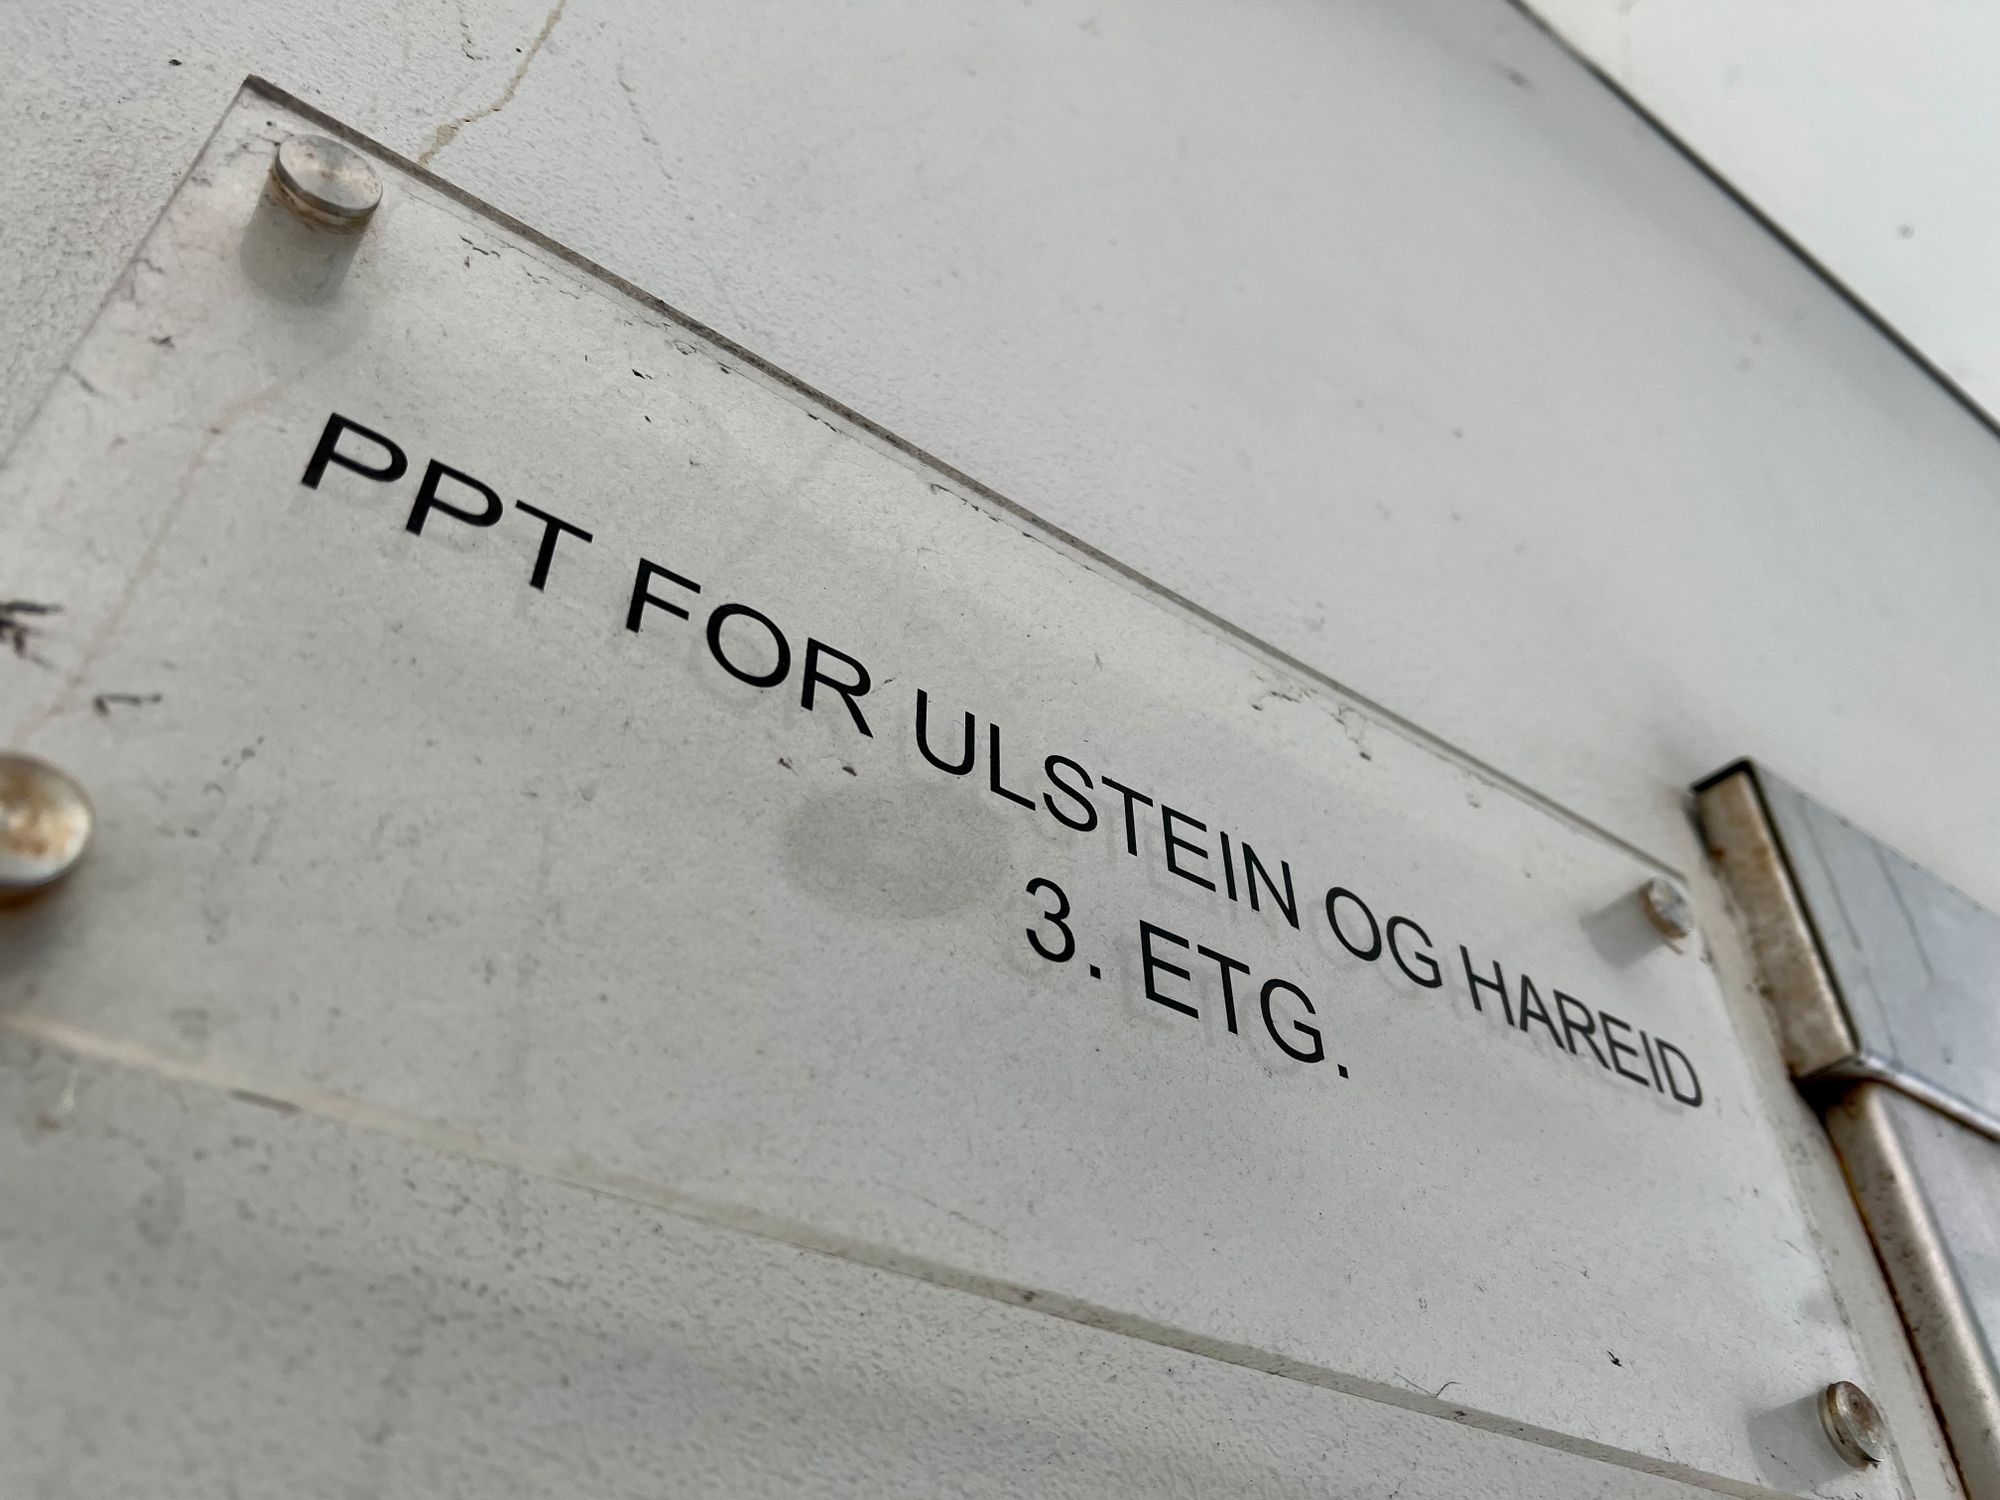 PPT FOR ULSTEIN OG HAREID
3. ETG.